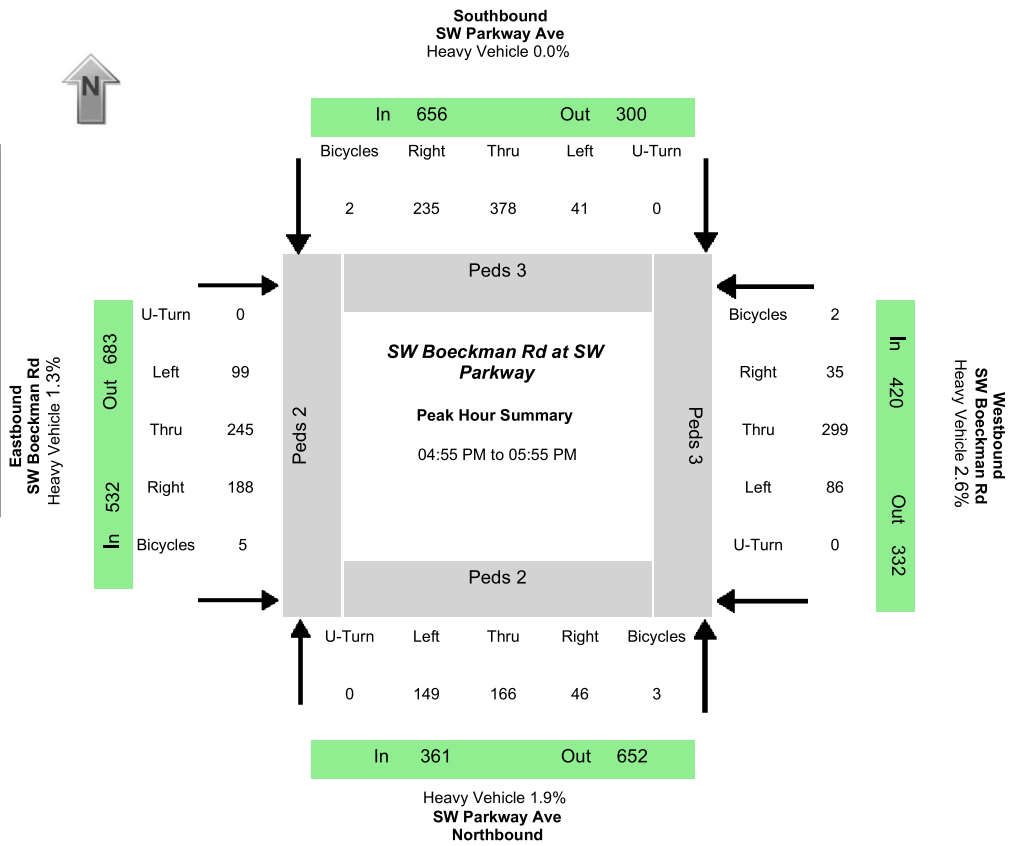 Southbound
SW Parkway Ave
Heavy Vehicle 0.0%
N
In 656 Out 300
Bicycles Right Thru Left U-Turn
2 235 378 41 0
Peds 3
Eastbound
SW Boeckman Rd
Heavy Vehicle 1.3%
In 532 Out 683
U-Turn 0
Left 99
Thru 245
Right 188
Bicycles 5
Peds 2
SW Boeckman Rd at SW
Parkway
Peak Hour Summary
04:55 PM to 05:55 PM
Peds 3
Bicycles 2
Right 35
Thru 299
Left 86
U-Turn 0
In 420 Out 332
Westbound
SW Boeckman Rd
Heavy Vehicle 2.6%
Peds 2
U-Turn Left Thru Right Bicycles
0 149 166 46 3
In 361 Out 652
Heavy Vehicle 1.9%
SW Parkway Ave
Northbound